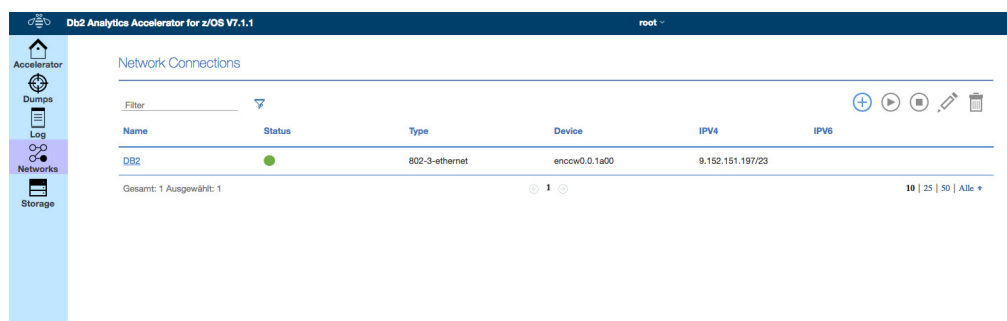 Db2 Analytics Accelerator for z/OS V7.1.1 root
Accelerator
Dumps
Log
Networks
Storage
Network Connections
Filter
Name Status Type Device IPV4 IPV6
DB2 802-3-ethernet enccw0.0.1a00 9.152.151.197/23
Gesamt: 1 Ausgewählt: 1 1 10 | 25 | 50 | Alle